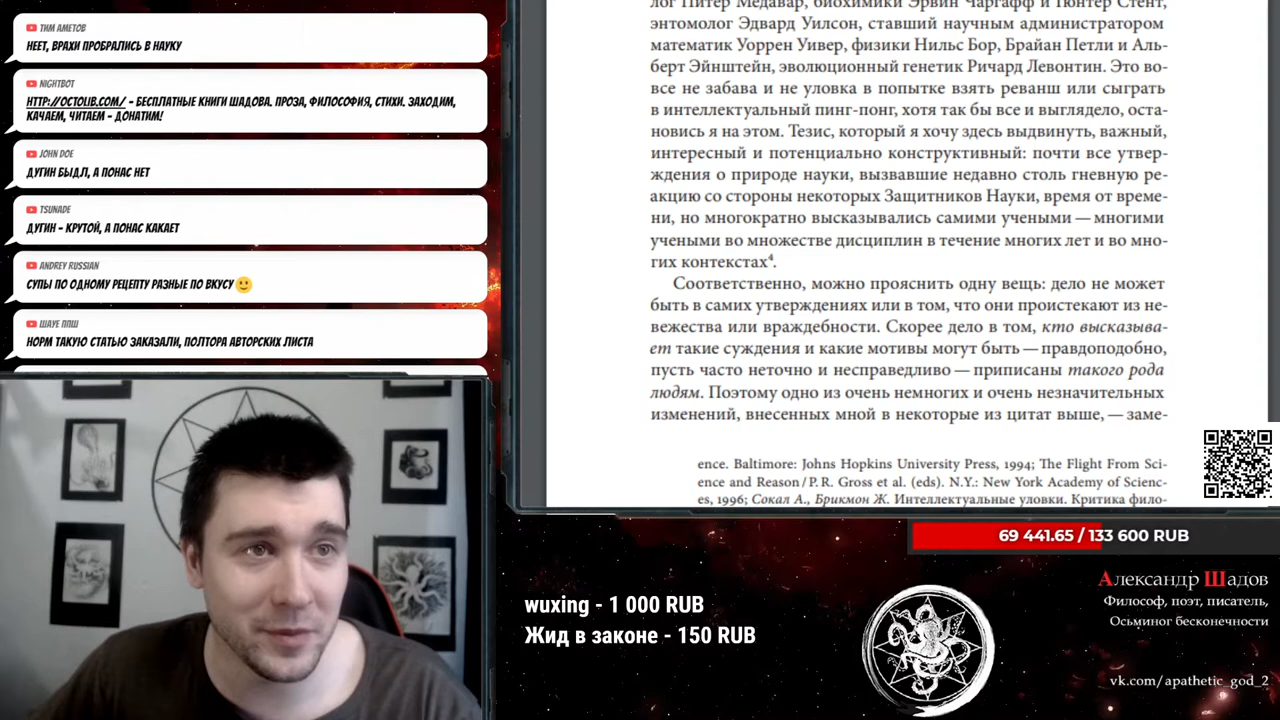 ТИМ АМЕТОВ
НЕЕТ, ВРАХИ ПРОБРАЛИСЬ В НАУКУ
NIGHTBOT
HTTP://OCTOLIB.COM/ - БЕСПЛАТНЫЕ КНИГИ ШАДОВА. ПРОЗА, ФИЛОСОФИЯ, СТИХИ. ЗАХОДИМ,
КАЧАЕМ, ЧИТАЕМ - ДОНАТИМ!
JOHN DOE
ДУГИН БЫДЛ, А ПОНАС НЕТ
TSUNADE
ДУГИН - КРУТОЙ, А ПОНАС КАКАЕТ
ANDREY RUSSIAN
СУПЫ ПО ОДНОМУ РЕЦЕПТУ РАЗНЫЕ ПО ВКУСУ 🙂
ШАУЕ ППШ
НОРМ ТАКУЮ СТАТЬЮ ЗАКАЗАЛИ, ПОЛТОРА АВТОРСКИХ ЛИСТА
лог Питер Медавар, биохимики Эрвин Чаргафф и Гюнтер Стент,
энтомолог Эдвард Уилсон, ставший научным администратором
математик Уоррен Уивер, физики Нильс Бор, Брайан Петли и Аль-
берт Эйнштейн, эволюционный генетик Ричард Левонтин. Это во-
все не забава и не уловка в попытке взять реванш или сыграть
в интеллектуальный пинг-понг, хотя так бы все и выглядело, оста-
новись я на этом. Тезис, который я хочу здесь выдвинуть, важный,
интересный и потенциально конструктивный: почти все утвер-
ждения о природе науки, вызвавшие недавно столь гневную ре-
акцию со стороны некоторых Защитников Науки, время от време-
ни, но многократно высказывались самими учеными — многими
учеными во множестве дисциплин в течение многих лет и во мно-
гих контекстах⁴.
Соответственно, можно прояснить одну вещь: дело не может
быть в самих утверждениях или в том, что они проистекают из не-
вежества или враждебности. Скорее дело в том, кто высказыва-
ет такие суждения и какие мотивы могут быть — правдоподобно,
пусть часто неточно и несправедливо — приписаны такого рода
людям. Поэтому одно из очень немногих и очень незначительных
изменений, внесенных мной в некоторые из цитат выше, — заме-
ence. Baltimore: Johns Hopkins University Press, 1994; The Flight From Sci-
ence and Reason / P. R. Gross et al. (eds). N.Y.: New York Academy of Scienc-
es, 1996; Сокал А., Брикмон Ж. Интеллектуальные уловки. Критика фило-
69 441.65 / 133 600 RUB
wuxing - 1 000 RUB
Жид в законе - 150 RUB
Александр Шадов
Философ, поэт, писатель,
Осьминог бесконечности
vk.com/apathetic_god_2